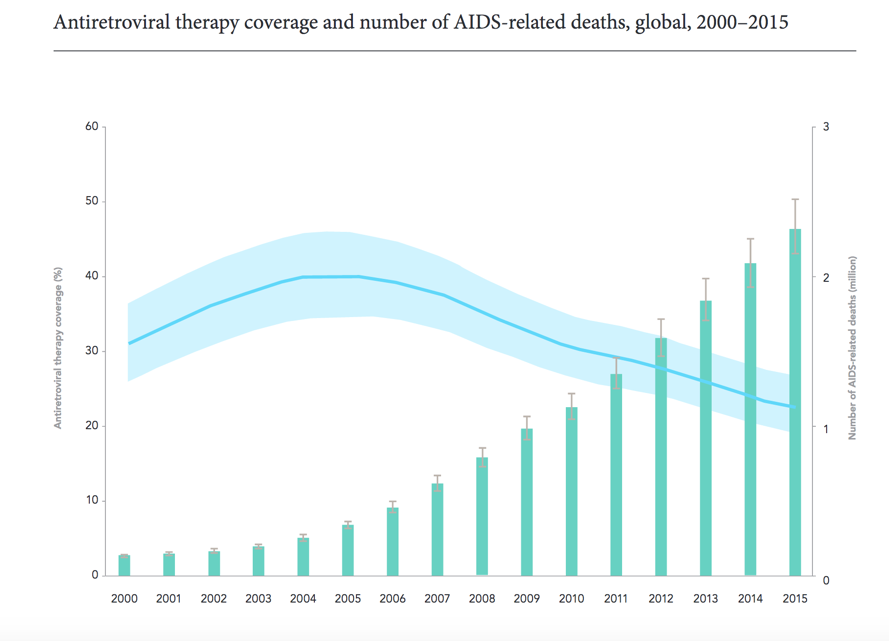 Antiretroviral therapy coverage and number of AIDS-related deaths, global, 2000–2015
Antiretroviral therapy coverage (%)
60
50
40
30
20
10
0
3
2
1
0
Number of AIDS-related deaths (million)
2000 2001 2002 2003 2004 2005 2006 2007 2008 2009 2010 2011 2012 2013 2014 2015